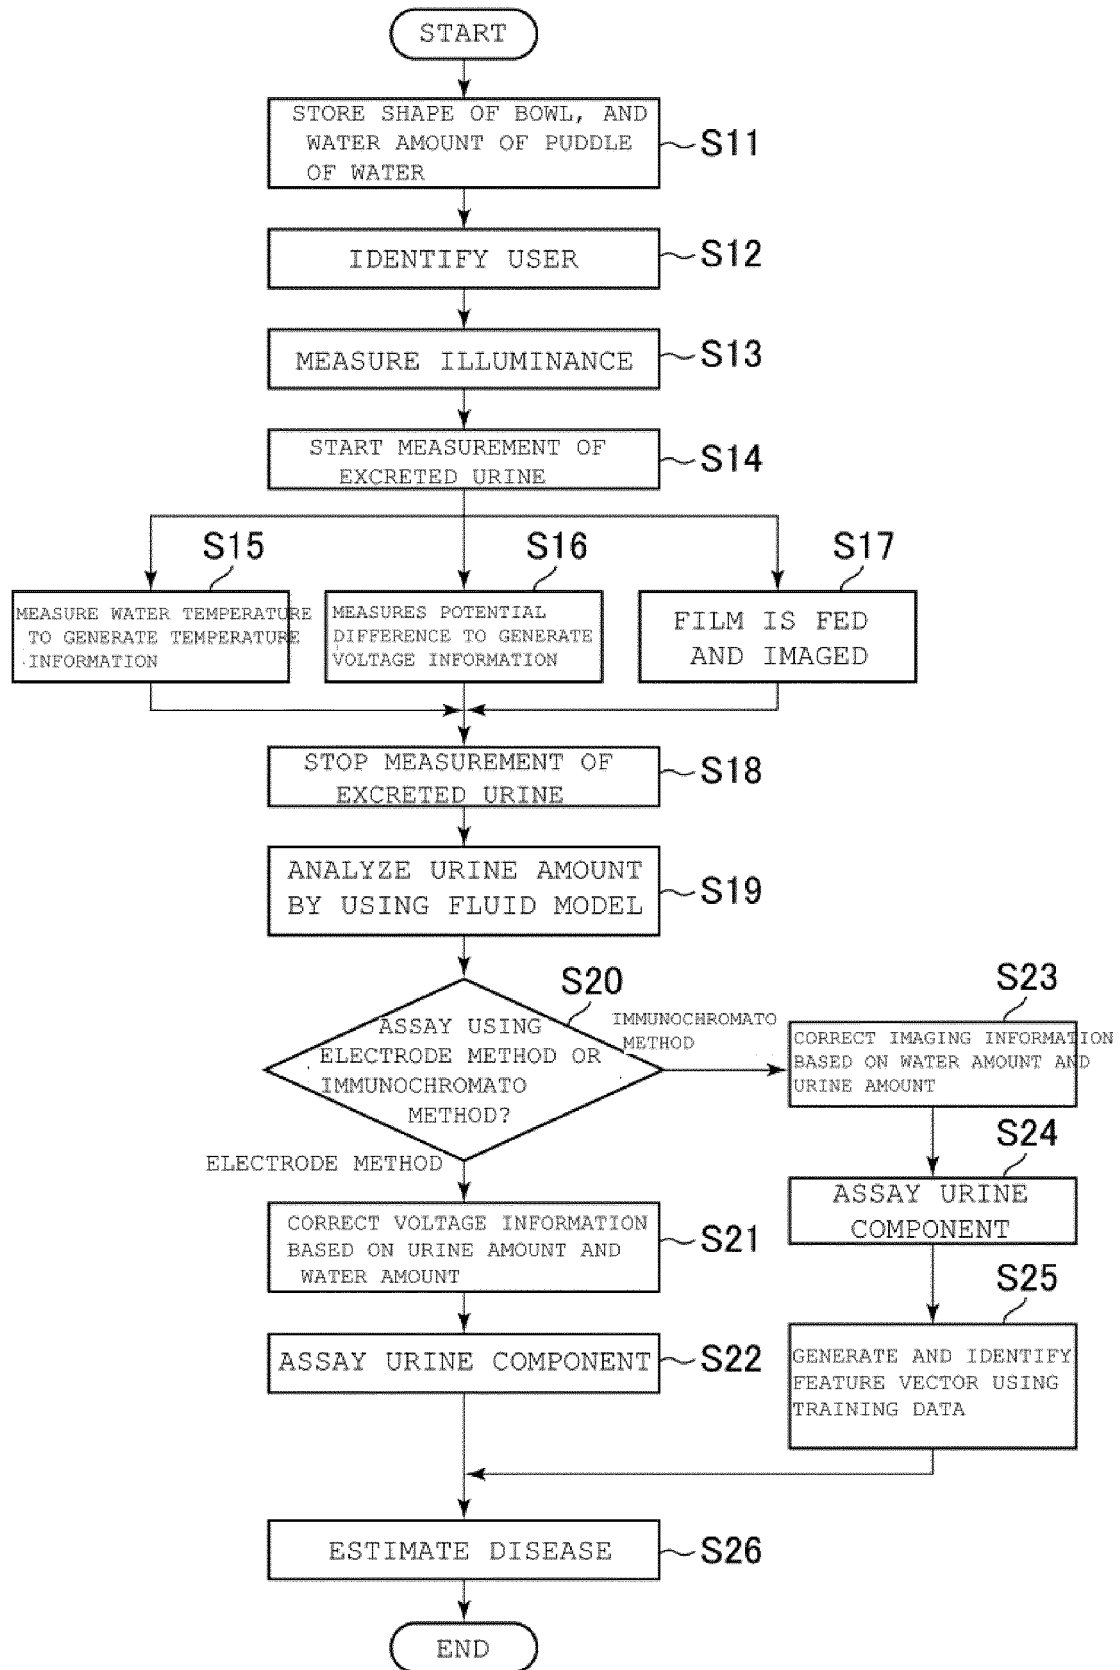 START
STORE SHAPE OF BOWL, AND
WATER AMOUNT OF PUDDLE
OF WATER
S11
IDENTIFY USER
S12
MEASURE ILLUMINANCE
S13
START MEASUREMENT OF
EXCRETED URINE
S14
S15
MEASURE WATER TEMPERATURE
TO GENERATE TEMPERATURE
INFORMATION
S16
MEASURES POTENTIAL
DIFFERENCE TO GENERATE
VOLTAGE INFORMATION
S17
FILM IS FED
AND IMAGED
STOP MEASUREMENT OF
EXCRETED URINE
S18
ANALYZE URINE AMOUNT
BY USING FLUID MODEL
S19
S20
ASSAY USING
ELECTRODE METHOD OR
IMMUNOCHROMATO
METHOD?
IMMUNOCHROMATO
METHOD
ELECTRODE METHOD
S23
CORRECT IMAGING INFORMATION
BASED ON WATER AMOUNT AND
URINE AMOUNT
S24
ASSAY URINE
COMPONENT
CORRECT VOLTAGE INFORMATION
BASED ON URINE AMOUNT AND
WATER AMOUNT
S21
ASSAY URINE COMPONENT
S22
S25
GENERATE AND IDENTIFY
FEATURE VECTOR USING
TRAINING DATA
ESTIMATE DISEASE
S26
END